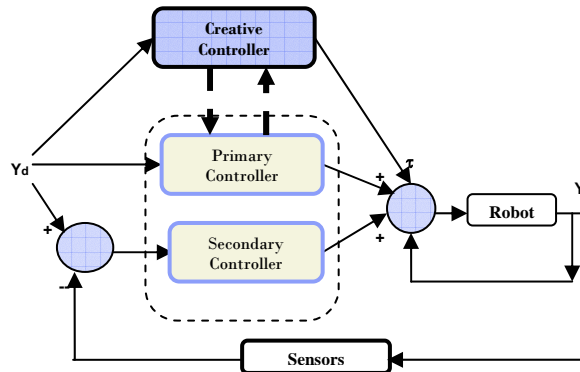 Creative
Controller
τ
Primary
Controller
+
Yd
Y
Robot
+
Secondary
Controller
+
--
Sensors